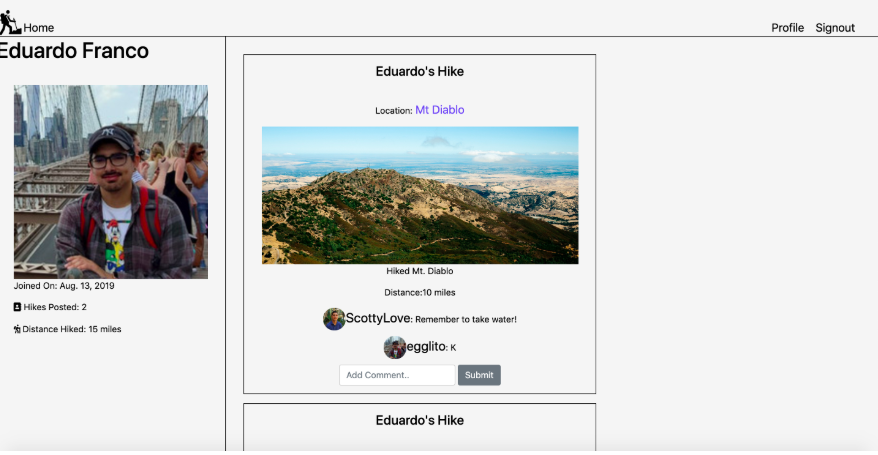 Home
Profile Signout
Eduardo Franco
Joined On: Aug. 13, 2019
Hikes Posted: 2
Distance Hiked: 15 miles
Eduardo's Hike
Location: Mt Diablo
Hiked Mt. Diablo
Distance:10 miles
ScottyLove: Remember to take water!
egglito: K
Add Comment..
Submit
Eduardo's Hike